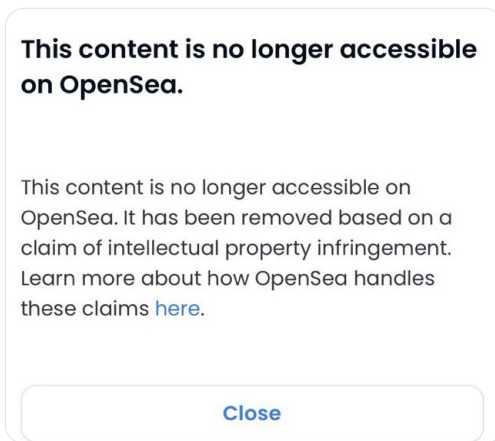 This content is no longer accessible
on OpenSea.
This content is no longer accessible on
OpenSea. It has been removed based on a
claim of intellectual property infringement.
Learn more about how OpenSea handles
these claims here.
Close